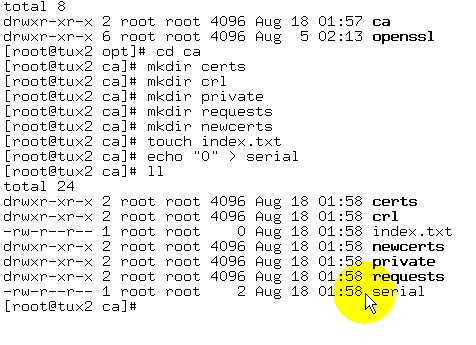 total 8
drwxr-xr-x 2 root root 4096 Aug 18 01:57 ca
drwxr-xr-x 6 root root 4096 Aug  5 02:13 openssl
[root@tux2 opt]# cd ca
[root@tux2 ca]# mkdir certs
[root@tux2 ca]# mkdir crl
[root@tux2 ca]# mkdir private
[root@tux2 ca]# mkdir requests
[root@tux2 ca]# mkdir newcerts
[root@tux2 ca]# touch index.txt
[root@tux2 ca]# echo "0" > serial
[root@tux2 ca]# ll
total 24
drwxr-xr-x 2 root root 4096 Aug 18 01:58 certs
drwxr-xr-x 2 root root 4096 Aug 18 01:58 crl
-rw-r--r-- 1 root root    0 Aug 18 01:58 index.txt
drwxr-xr-x 2 root root 4096 Aug 18 01:58 newcerts
drwxr-xr-x 2 root root 4096 Aug 18 01:58 private
drwxr-xr-x 2 root root 4096 Aug 18 01:58 requests
-rw-r--r-- 1 root root    2 Aug 18 01:58 serial
[root@tux2 ca]#